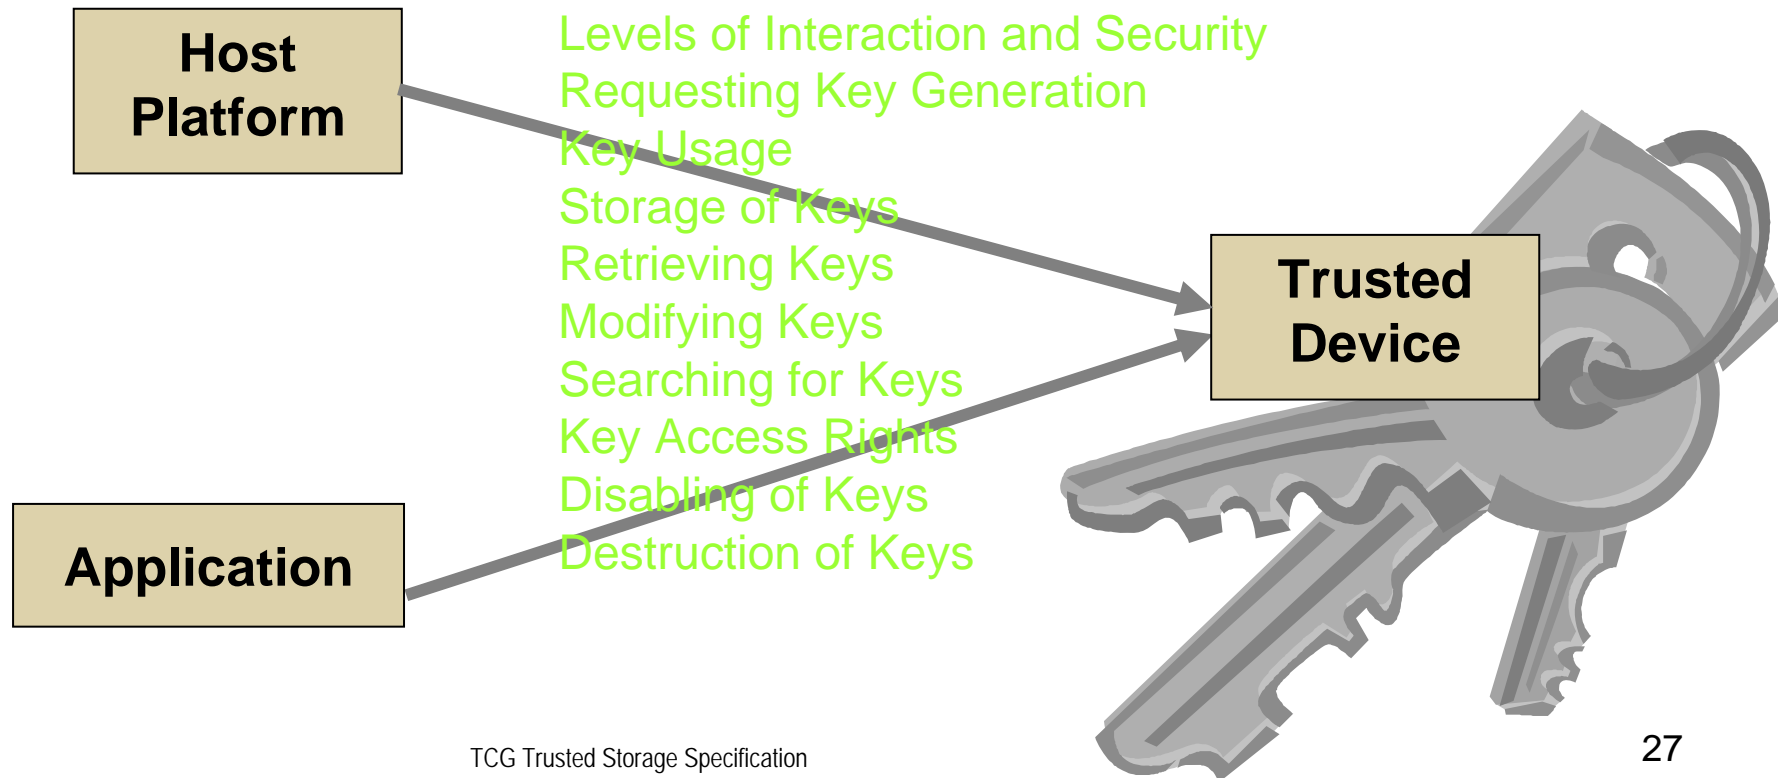 Host
Platform
Levels of Interaction and Security
Requesting Key Generation
Key Usage
Storage of Keys
Retrieving Keys
Modifying Keys
Searching for Keys
Key Access Rights
Disabling of Keys
Destruction of Keys
Trusted
Device
Application
TCG Trusted Storage Specification
27